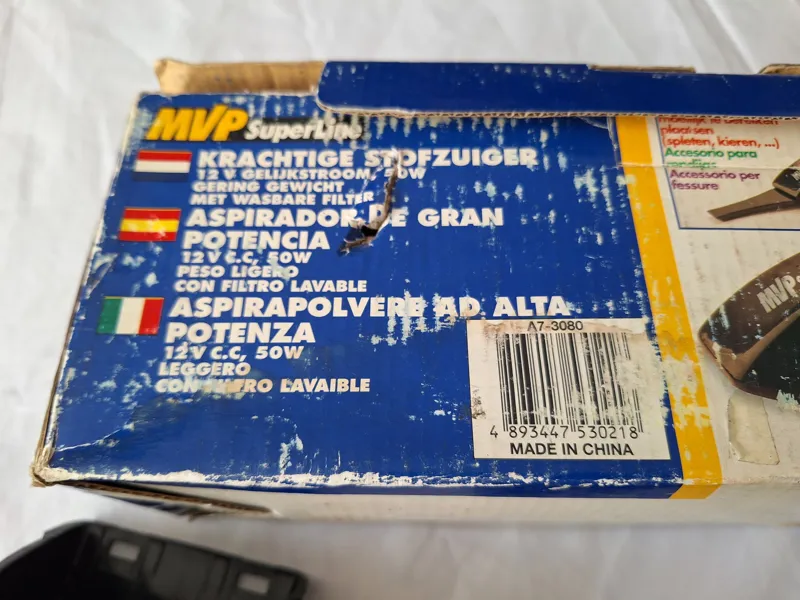 MVP SuperLine
KRACHTIGE STOFZUIGER
12 V GELIJKSTROOM, 50W
GERING GEWICHT
MET WASBARE FILTER
ASPIRADOR DE GRAN
POTENCIA
12 V C.C, 50W
PESO LIGERO
CON FILTRO LAVABLE
ASPIRAPOLVERE AD ALTA
POTENZA
12 V C.C, 50W
LEGGERO
CON FILTRO LAVAIBLE
A7-3080
4 893447 530218
MADE IN CHINA
plaatsen
(spleten, kieren, ...)
Accesorio para
rendijas
Accessorio per
fessure
MVP